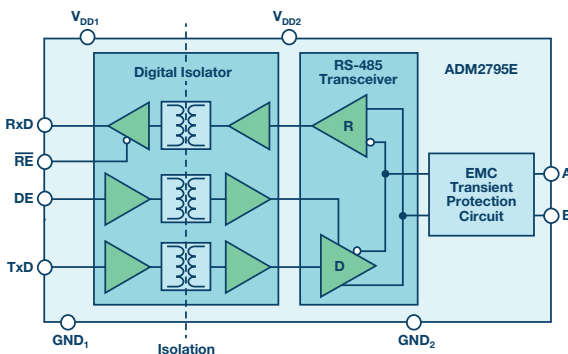 VDD1
VDD2
Digital Isolator
RS-485
Transceiver
ADM2795E
RxD
R
RE
EMC
Transient
Protection
Circuit
A
B
DE
TxD
D
GND1
GND2
Isolation